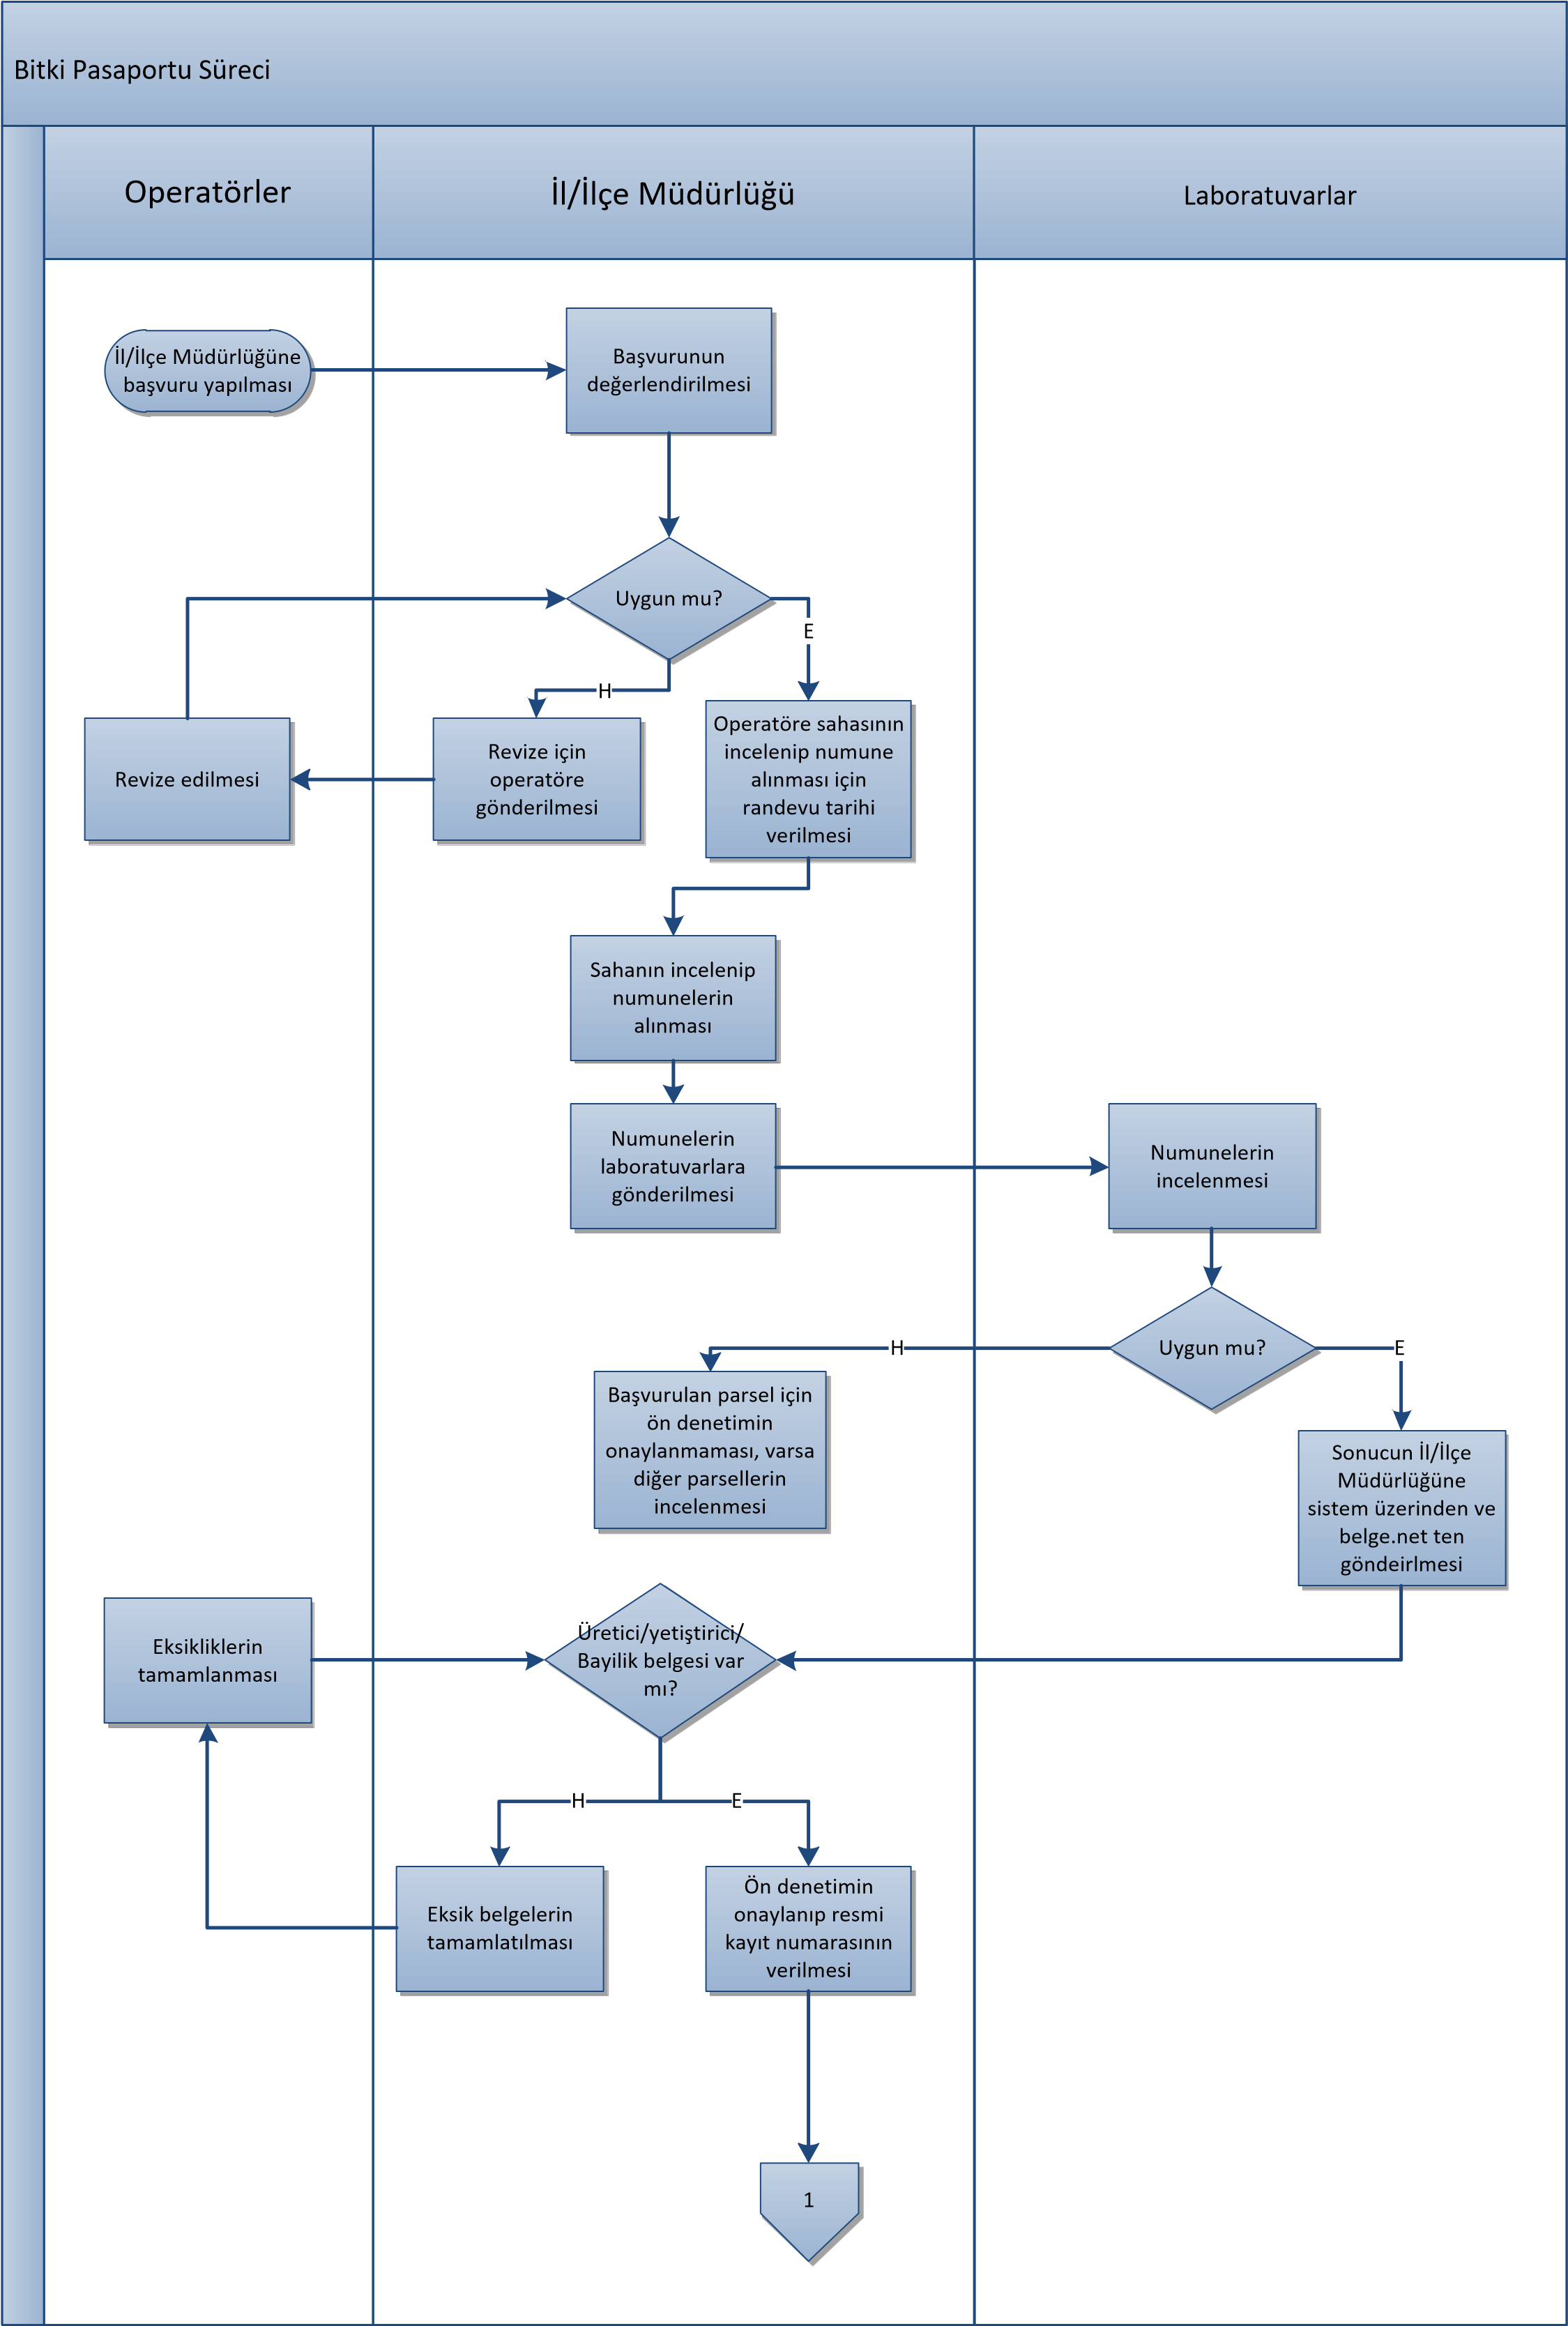 Bitki Pasaportu Süreci
Operatörler
İl/İlçe Müdürlüğü
Laboratuvarlar
İl/İlçe Müdürlüğüne
başvuru yapılması
Başvurunun
değerlendirilmesi
Uygun mu?
E
H
Revize edilmesi
Revize için
operatöre
gönderilmesi
Operatöre sahasının
incelenip numune
alınması için
randevu tarihi
verilmesi
Sahanın incelenip
numunelerin
alınması
Numunelerin
laboratuvarlara
gönderilmesi
Numunelerin
incelenmesi
Uygun mu?
H
E
Başvurulan parsel için
ön denetimin
onaylanmaması, varsa
diğer parsellerin
incelenmesi
Sonucun İl/İlçe
Müdürlüğüne
sistem üzerinden ve
belge.net ten
göndeirlmesi
Eksikliklerin
tamamlanması
Üretici/yetiştirici/
Bayilik belgesi var
mı?
H
E
Eksik belgelerin
tamamlatılması
Ön denetimin
onaylanıp resmi
kayıt numarasının
verilmesi
1